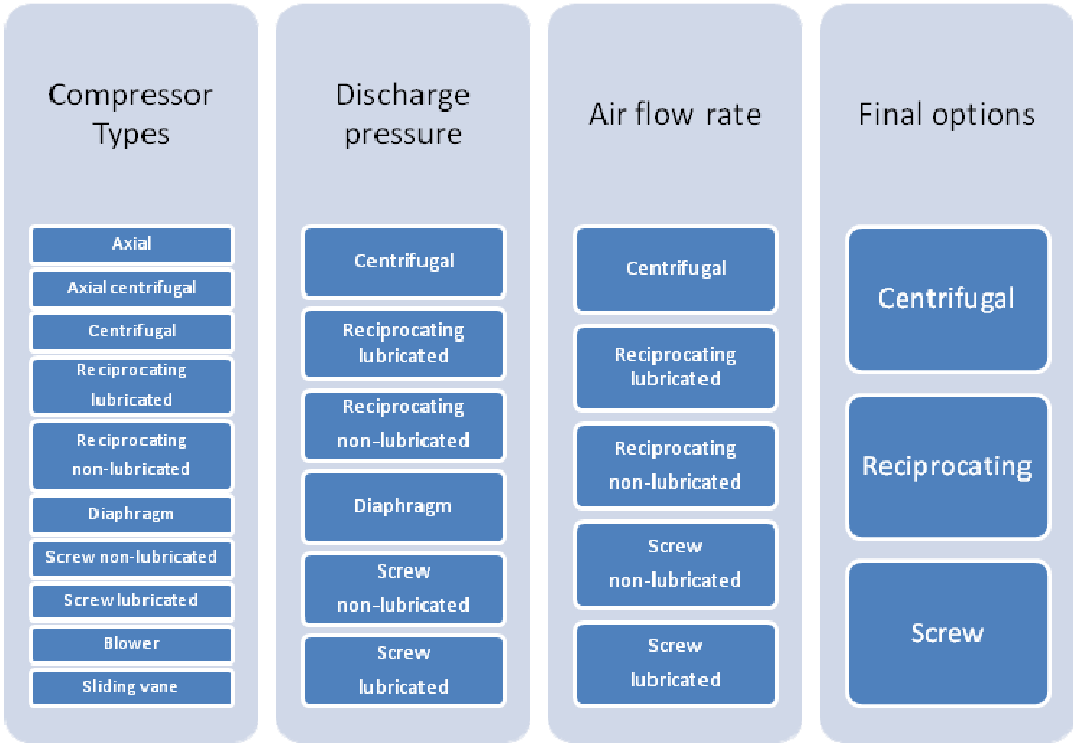 Compressor
Types
Axial
Axial centrifugal
Centrifugal
Reciprocating
lubricated
Reciprocating
non-lubricated
Diaphragm
Screw non-lubricated
Screw lubricated
Blower
Sliding vane
Discharge
pressure
Centrifugal
Reciprocating
lubricated
Reciprocating
non-lubricated
Diaphragm
Screw
non-lubricated
Screw
lubricated
Air flow rate
Centrifugal
Reciprocating
lubricated
Reciprocating
non-lubricated
Screw
non-lubricated
Screw
lubricated
Final options
Centrifugal
Reciprocating
Screw